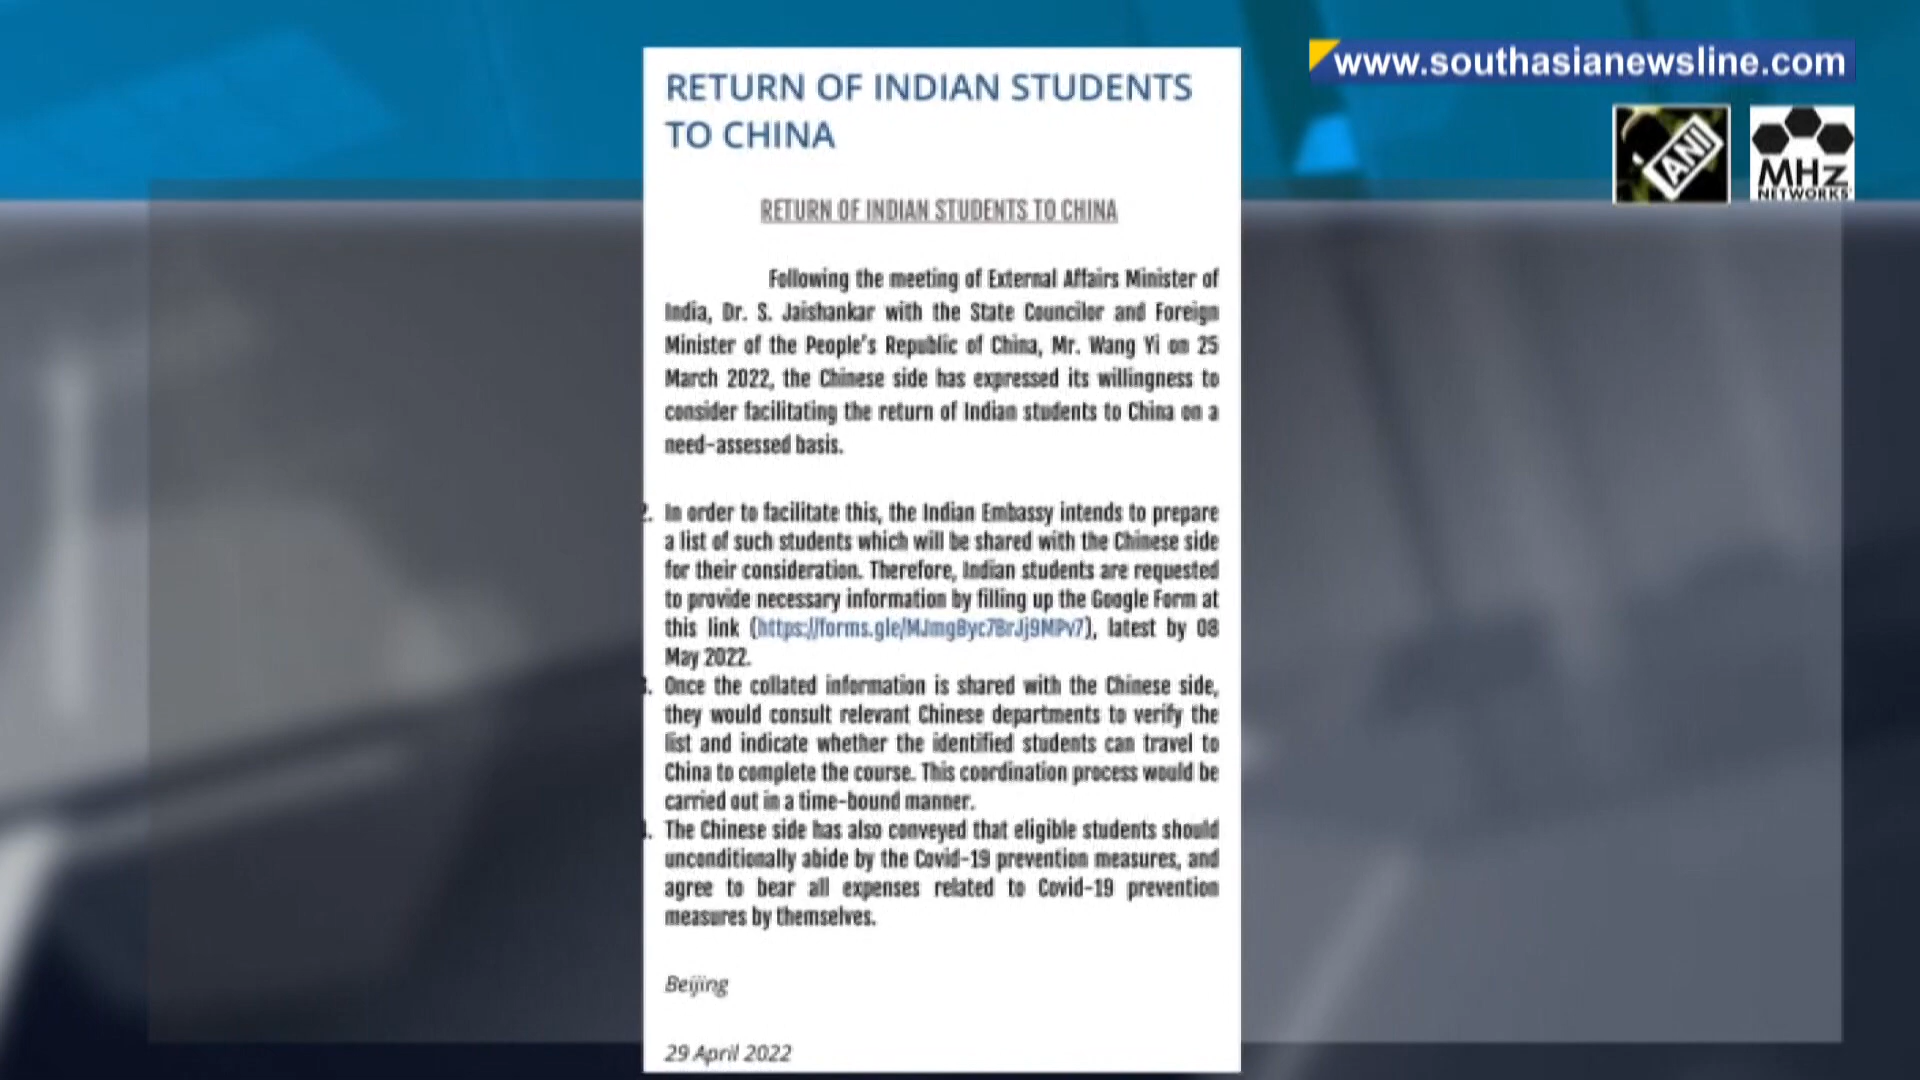 www.southasianewsline.com
ANI
MHz
NETWORKS
RETURN OF INDIAN STUDENTS
TO CHINA
RETURN OF INDIAN STUDENTS TO CHINA
Following the meeting of External Affairs Minister of
India, Dr. S. Jaishankar with the State Councilor and Foreign
Minister of the People's Republic of China, Mr. Wang Yi on 25
March 2022, the Chinese side has expressed its willingness to
consider facilitating the return of Indian students to China on a
need-assessed basis.
2. In order to facilitate this, the Indian Embassy intends to prepare
a list of such students which will be shared with the Chinese side
for their consideration. Therefore, Indian students are requested
to provide necessary information by filling up the Google Form at
this link (), latest by 08
May 2022.
Once the collated information is shared with the Chinese side,
they would consult relevant Chinese departments to verify the
list and indicate whether the identified students can travel to
China to complete the course. This coordination process would be
carried out in a time-bound manner.
The Chinese side has also conveyed that eligible students should
unconditionally abide by the Covid-19 prevention measures, and
agree to bear all expenses related to Covid-19 prevention
measures by themselves.
Beijing
29 April 2022